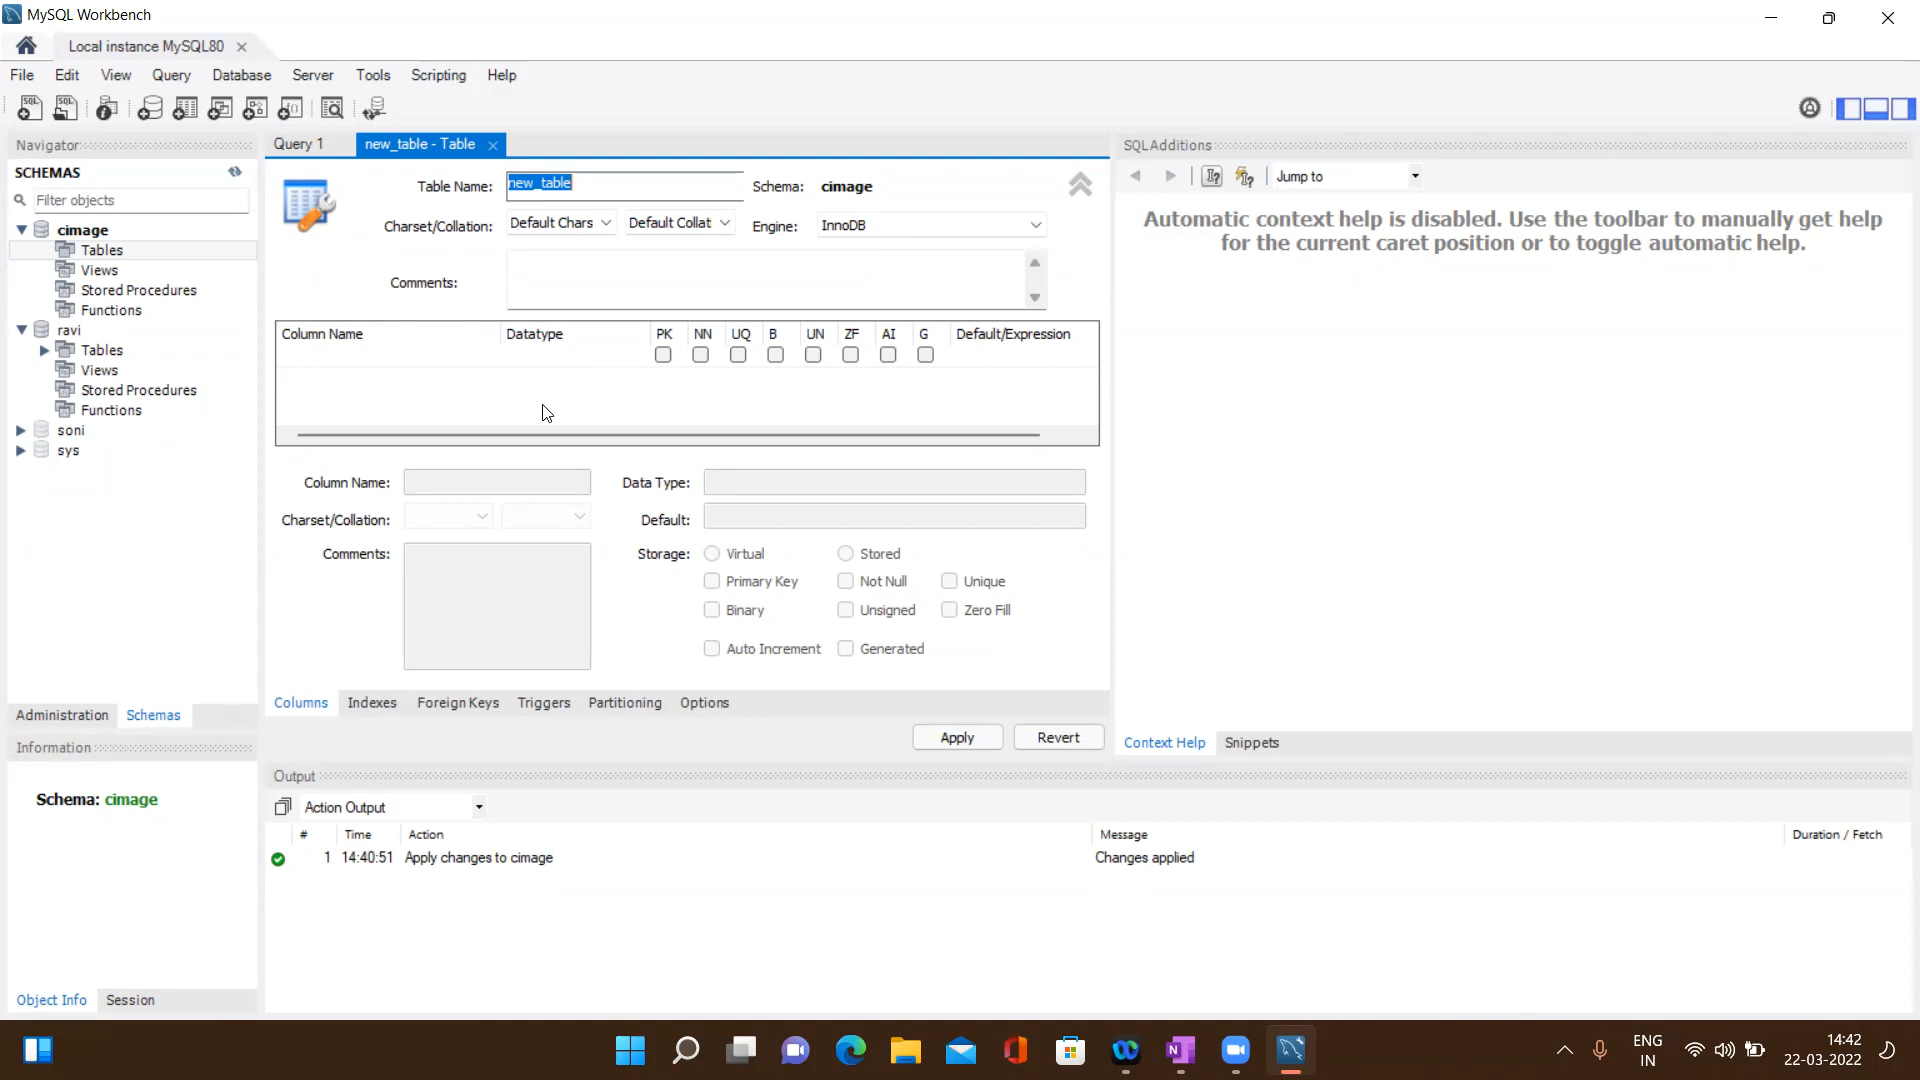 MySQL Workbench
Local instance MySQL80
File Edit View Query Database Server Tools Scripting Help
Navigator
SCHEMAS
Filter objects
cimage
Tables
Views
Stored Procedures
Functions
ravi
Tables
Views
Stored Procedures
Functions
soni
sys
Administration Schemas
Information
Schema: cimage
Object Info Session
Query 1 new_table - Table
Table Name: new_table Schema: cimage
Charset/Collation: Default Chars Default Collat Engine: InnoDB
Comments:
Column Name Datatype PK NN UQ B UN ZF AI G Default/Expression
Column Name: Data Type:
Charset/Collation: Default:
Comments: Storage: Virtual Stored
Primary Key Not Null Unique
Binary Unsigned Zero Fill
Auto Increment Generated
Columns Indexes Foreign Keys Triggers Partitioning Options
Apply Revert
SQLAdditions
Jump to
Automatic context help is disabled. Use the toolbar to manually get help
for the current caret position or to toggle automatic help.
Context Help Snippets
Output
Action Output
# Time Action Message Duration / Fetch
1 14:40:51 Apply changes to cimage Changes applied
ENG
IN
14:42
22-03-2022